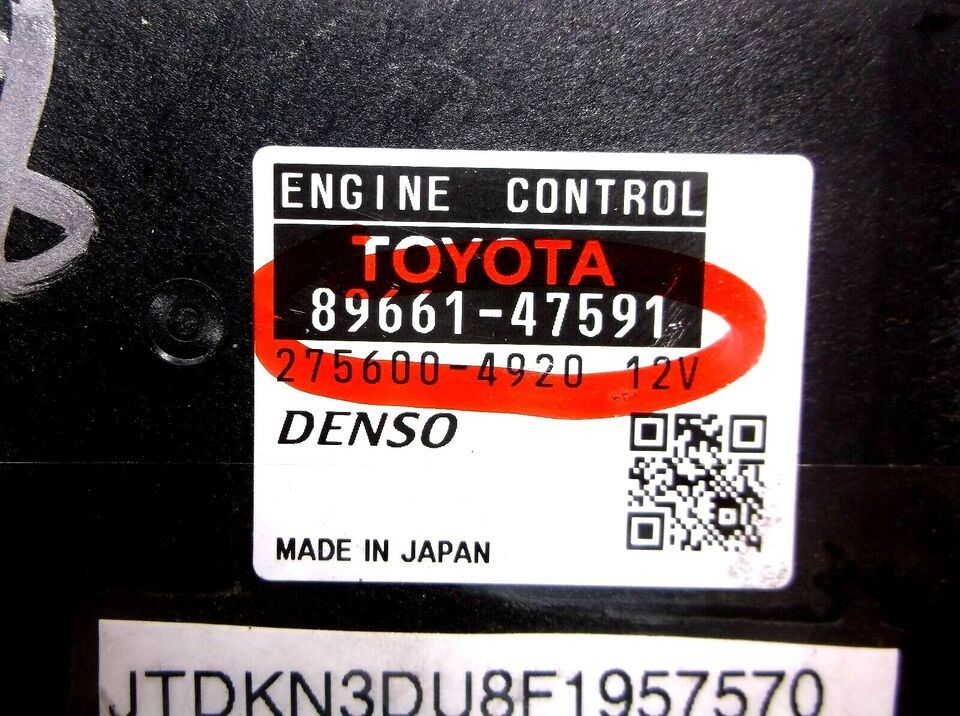 ENGINE CONTROL
TOYOTA
89661-47591
275600-4920 12V
DENSO
MADE IN JAPAN
JTDKN3DU8F1957570